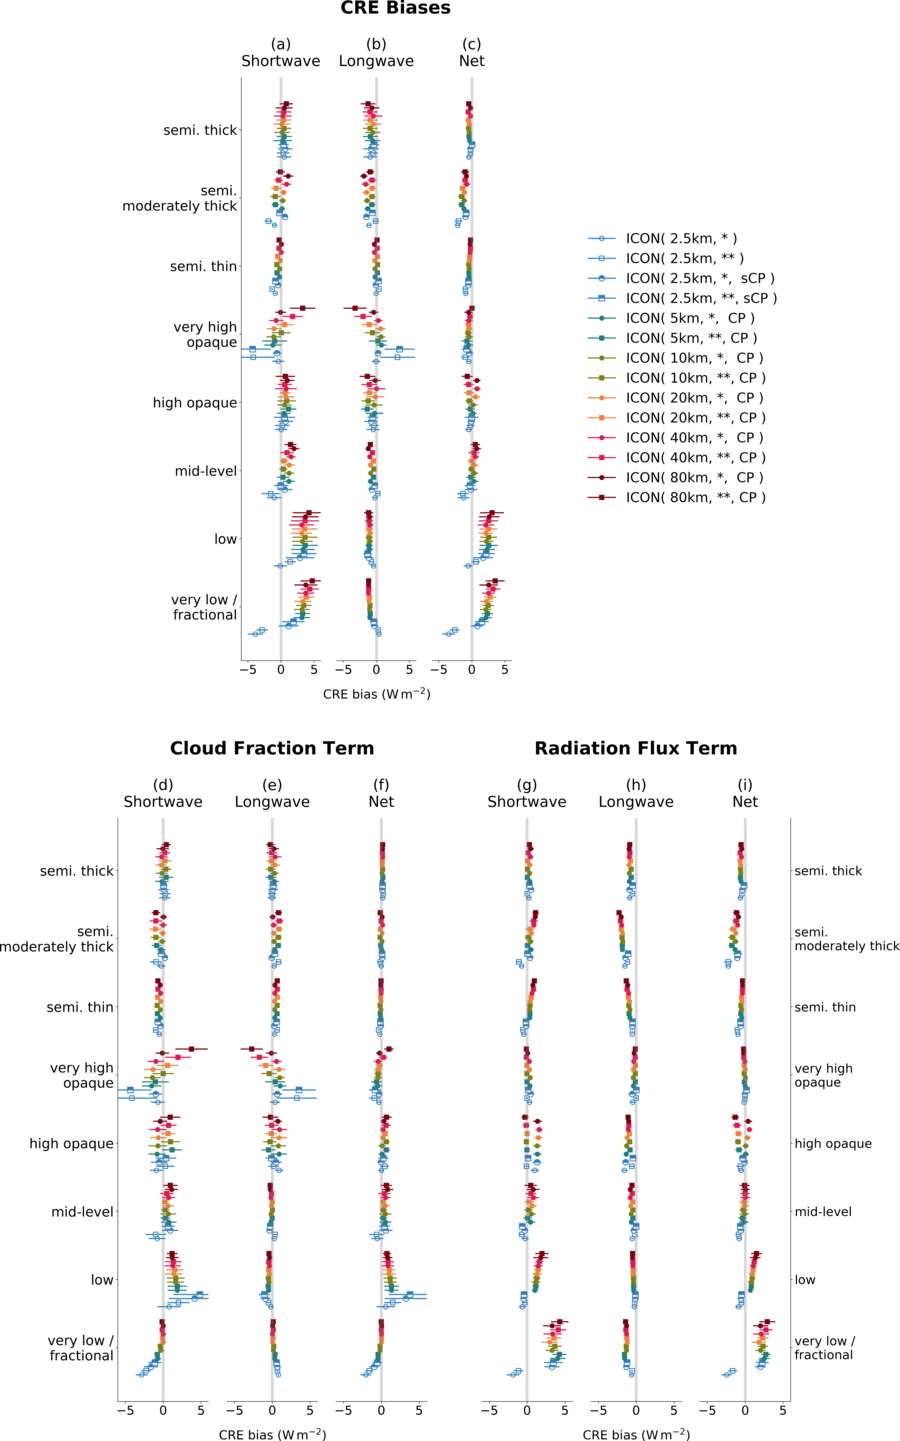 CRE Biases
(a)
Shortwave
(b)
Longwave
(c)
Net
semi. thick
semi.
moderately thick
semi. thin
very high
opaque
high opaque
mid-level
low
very low /
fractional
−5 0 5
−5 0 5
−5 0 5
CRE bias (W m⁻²)
ICON( 2.5km, * )
ICON( 2.5km, ** )
ICON( 2.5km, *, sCP )
ICON( 2.5km, **, sCP )
ICON( 5km, *, CP )
ICON( 5km, **, CP )
ICON( 10km, *, CP )
ICON( 10km, **, CP )
ICON( 20km, *, CP )
ICON( 20km, **, CP )
ICON( 40km, *, CP )
ICON( 40km, **, CP )
ICON( 80km, *, CP )
ICON( 80km, **, CP )
Cloud Fraction Term
(d)
Shortwave
(e)
Longwave
(f)
Net
semi. thick
semi.
moderately thick
semi. thin
very high
opaque
high opaque
mid-level
low
very low /
fractional
−5 0 5
−5 0 5
−5 0 5
CRE bias (W m⁻²)
Radiation Flux Term
(g)
Shortwave
(h)
Longwave
(i)
Net
semi. thick
semi.
moderately thick
semi. thin
very high
opaque
high opaque
mid-level
low
very low /
fractional
−5 0 5
−5 0 5
−5 0 5
CRE bias (W m⁻²)